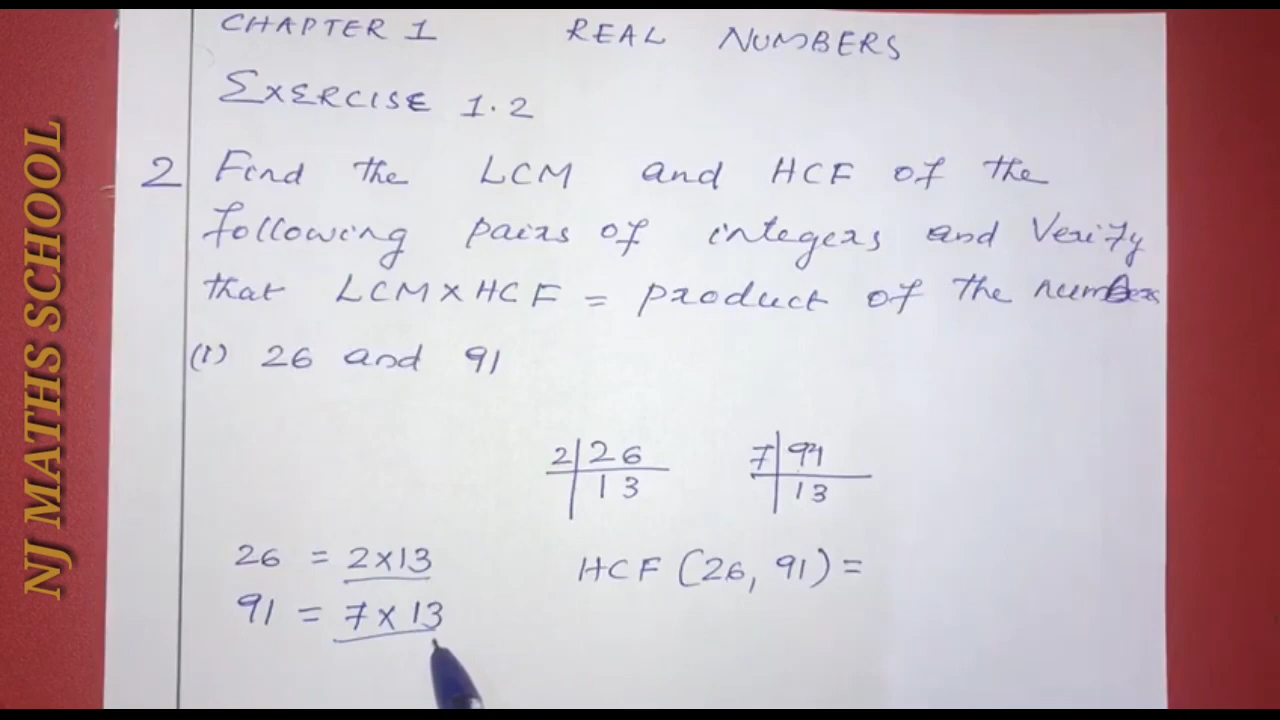 NJ MATHS SCHOOL
CHAPTER 1 REAL NUMBERS
EXERCISE 1.2
2 Find the LCM and HCF of the
following pairs of integers and Verify
that LCM×HCF = product of the numbers
(1) 26 and 91
2 26 7 91
13 13
26 = 2×13 HCF (26, 91) =
91 = 7×13